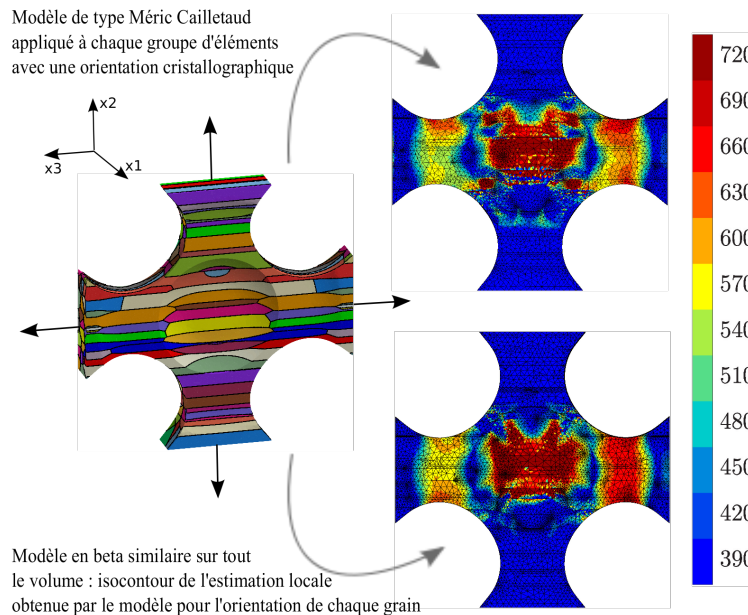 Modèle de type Méric Cailletaud
appliqué à chaque groupe d'éléments
avec une orientation cristallographique
x2
x3
x1
Modèle en beta similaire sur tout
le volume : isocontour de l'estimation locale
obtenue par le modèle pour l'orientation de chaque grain
720
690
660
630
600
570
540
510
480
450
420
390